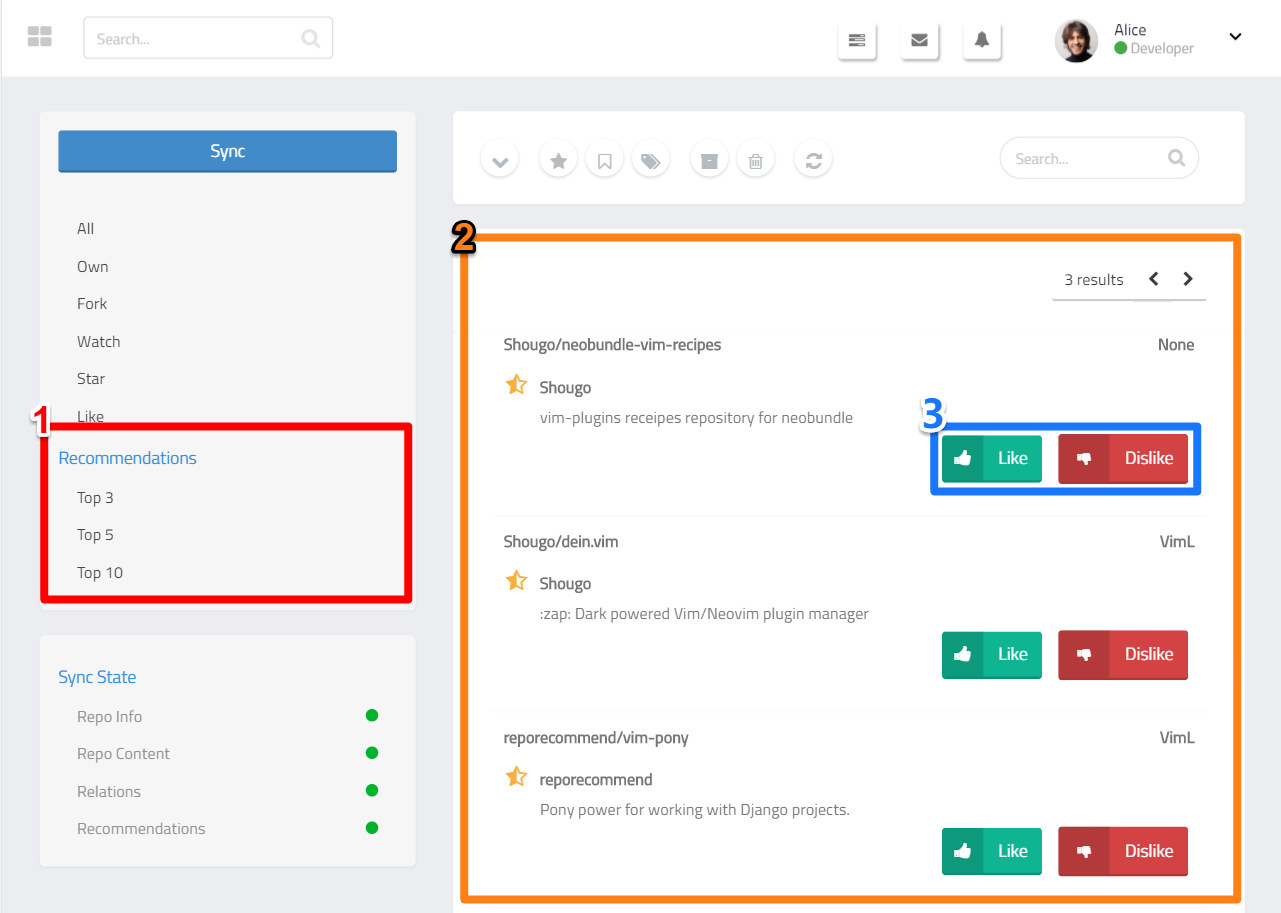 Search...
Alice
Developer
Sync
All
Own
Fork
Watch
Star
Like
1
Recommendations
Top 3
Top 5
Top 10
Sync State
Repo Info
Repo Content
Relations
Recommendations
Search...
2
3 results
Shougo/neobundle-vim-recipes None
Shougo
vim-plugins receipes repository for neobundle
3
Like Dislike
Shougo/dein.vim VimL
Shougo
:zap: Dark powered Vim/Neovim plugin manager
Like Dislike
reporecommend/vim-pony VimL
reporecommend
Pony power for working with Django projects.
Like Dislike